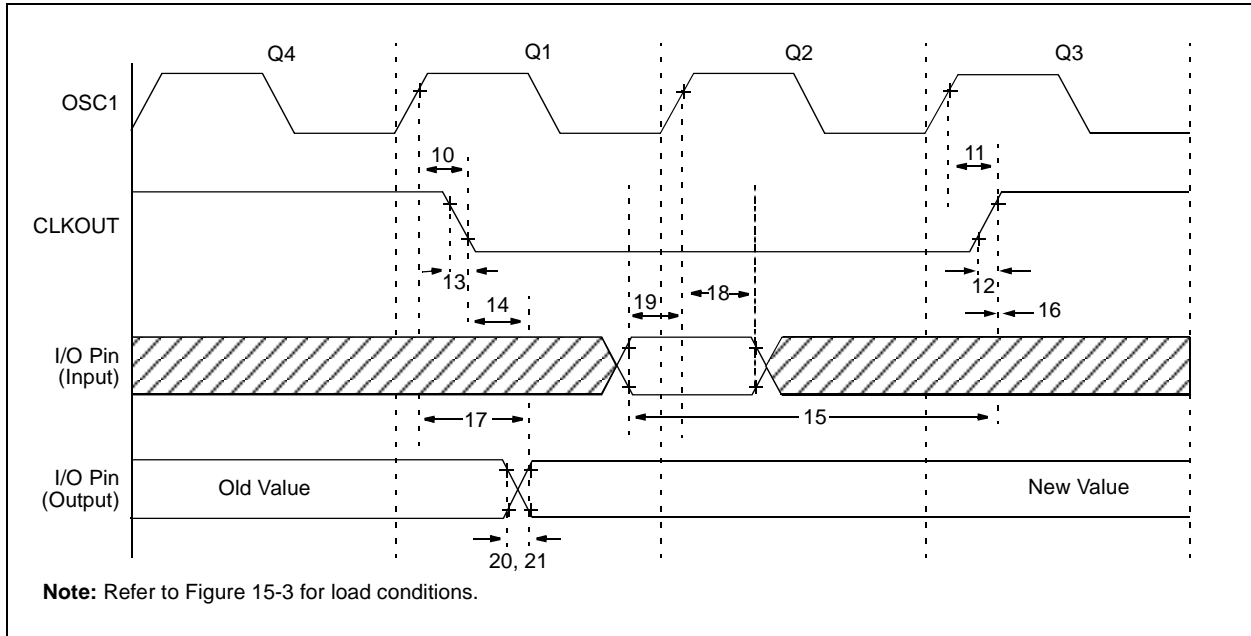 Q4 Q1 Q2 Q3
OSC1
10 11
CLKOUT
13 12
14 19 18 16
I/O Pin
(Input)
17 15
I/O Pin
(Output)
Old Value New Value
20, 21
Note: Refer to Figure 15-3 for load conditions.